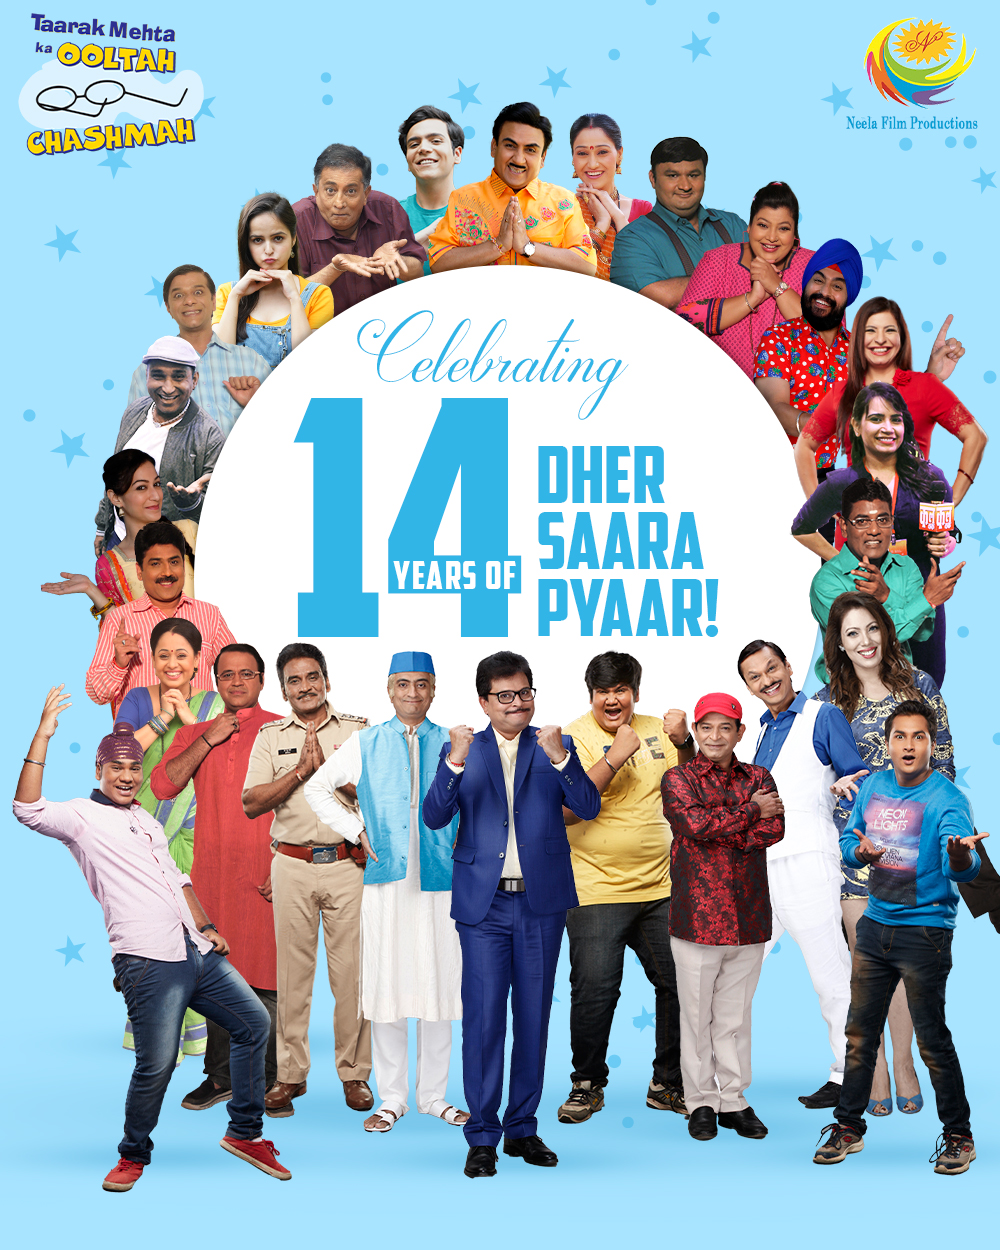 Taarak Mehta
ka OOLTAH
CHASHMAH
Neela Film Productions
Celebrating
14
YEARS OF
DHER
SAARA
PYAAR!
NEON
LIGHTS